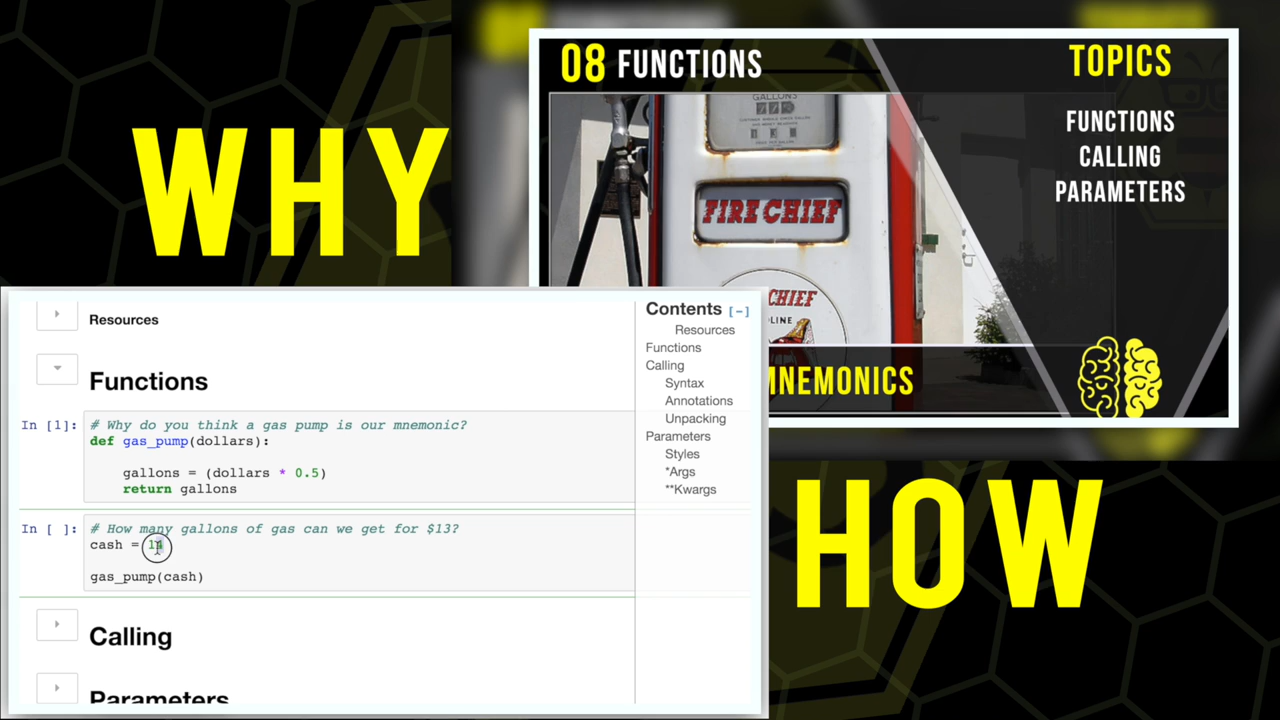 WHY
08 FUNCTIONS
TOPICS
FUNCTIONS
CALLING
PARAMETERS
GALLONS
FIRE CHIEF
CHIEF
LINE
MNEMONICS
Resources
Functions
In [1]:
# Why do you think a gas pump is our mnemonic?
def gas_pump(dollars):
gallons = (dollars * 0.5)
return gallons
In [ ]:
# How many gallons of gas can we get for $13?
cash =
gas_pump(cash)
Calling
Parameters
Contents [-]
Resources
Functions
Calling
Syntax
Annotations
Unpacking
Parameters
Styles
*Args
**Kwargs
HOW